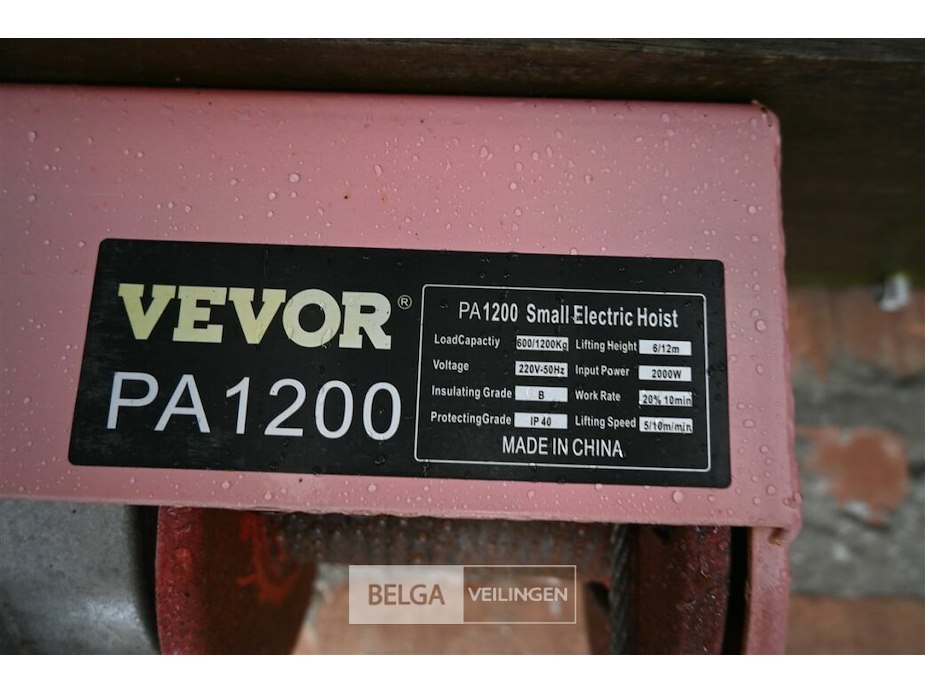 VEVOR®
PA1200
PA1200 Small Electric Hoist
LoadCapactiy 600/1200Kg Lifting Height 6/12m
Voltage 220V-50Hz Input Power 2000W
Insulating Grade B Work Rate 20% 10min
ProtectingGrade IP 40 Lifting Speed 5/10m/min
MADE IN CHINA
BELGA VEILINGEN